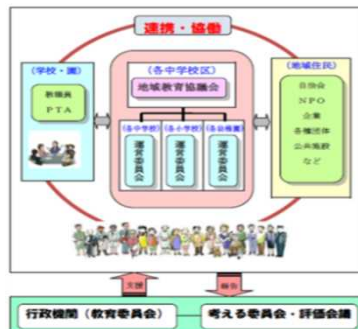 連携・協働
(学校・園)
教職員
PTA
(各中学校区)
地域教育協議会
(各中学校)
(各小学校)
(各幼稚園)
運営委員会
運営委員会
運営委員会
(地域住民)
自治会
NPO
企業
各種団体
公共施設
など
支援
報告
行政機関(教育委員会)
考える委員会・評価会議